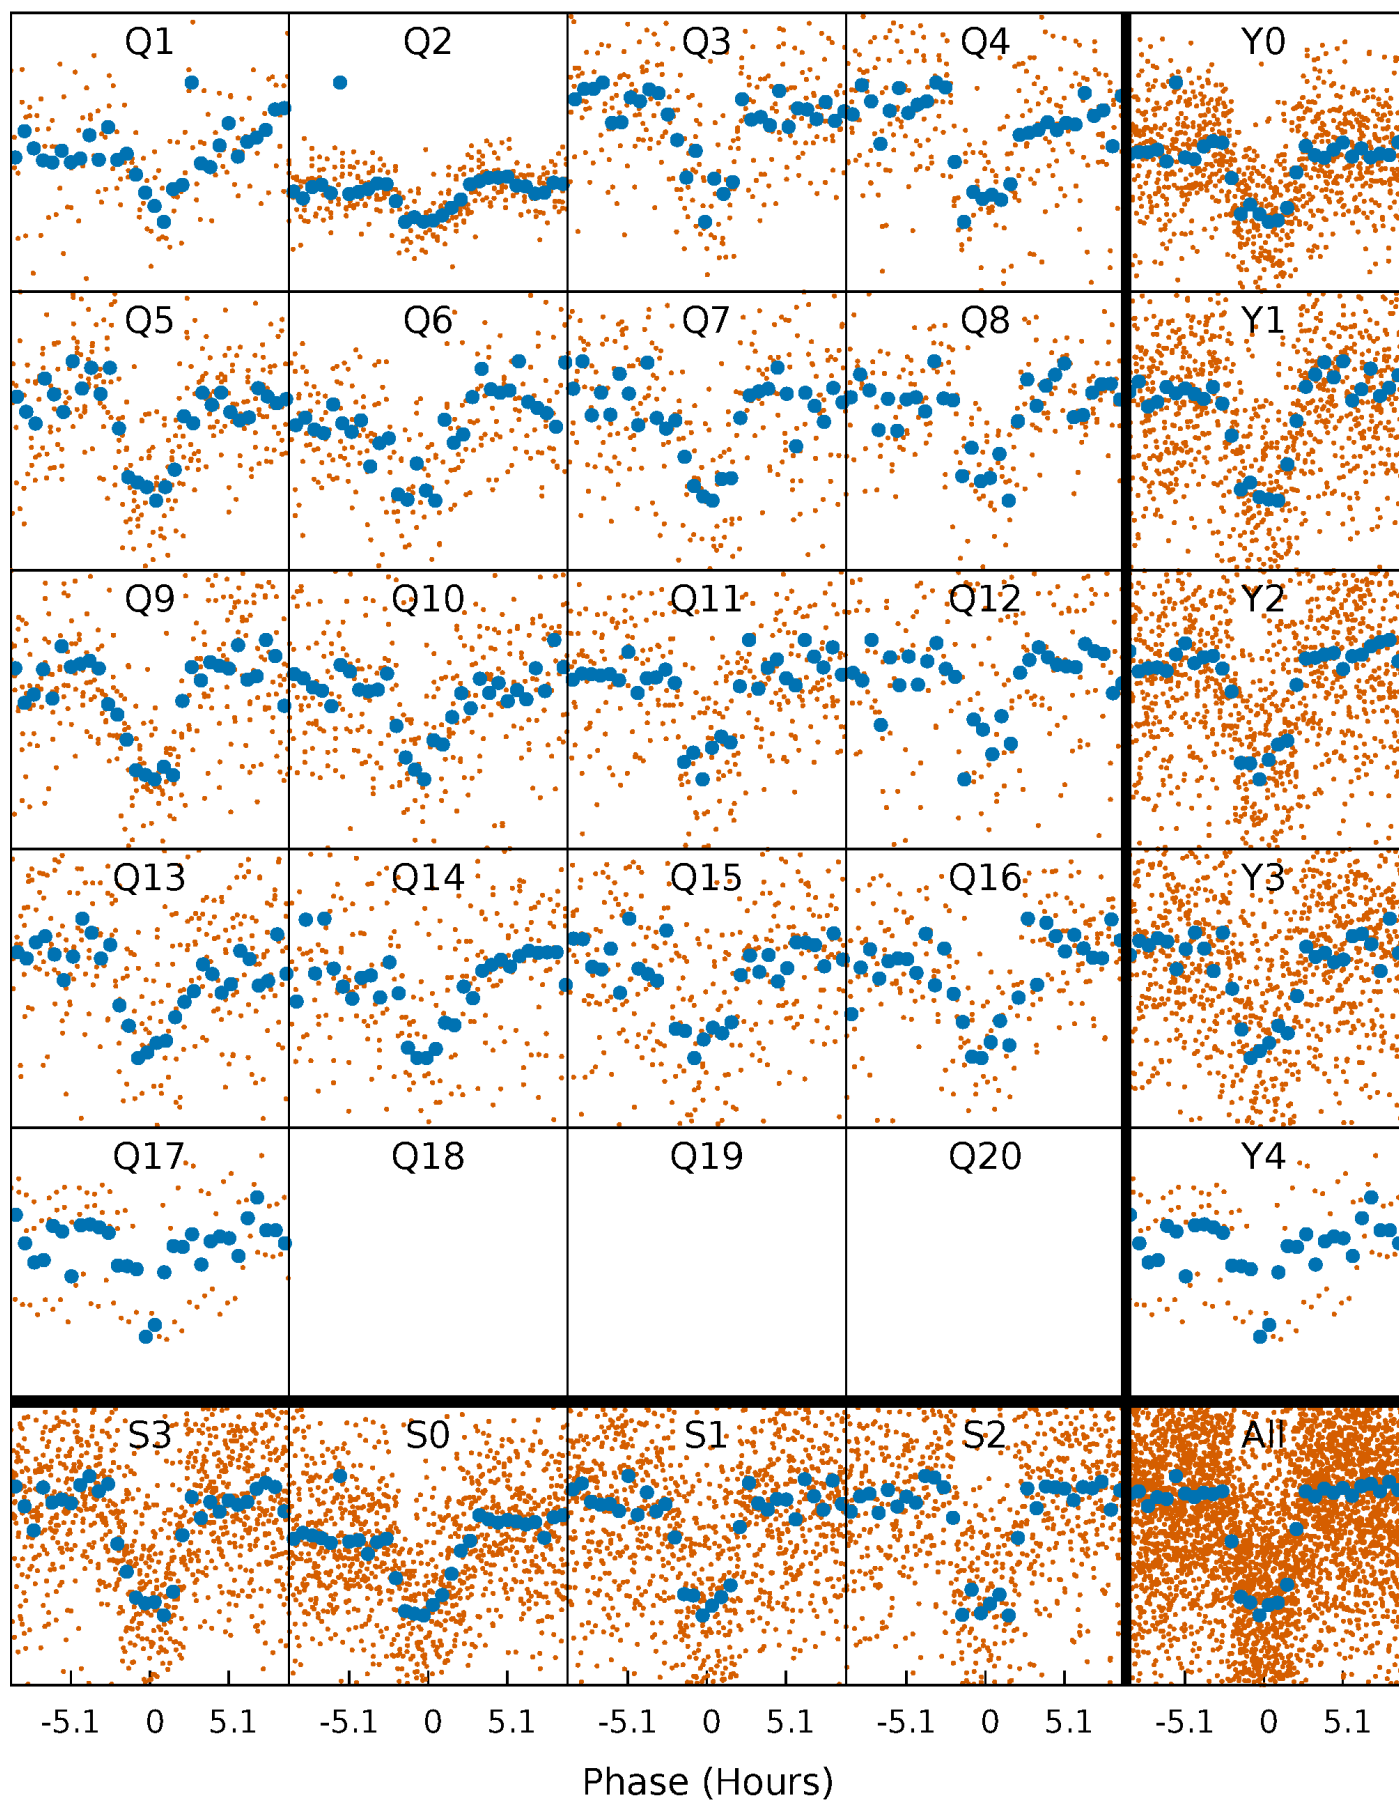 Q1 Q2 Q3 Q4 Y0
Q5 Q6 Q7 Q8 Y1
Q9 Q10 Q11 Q12 Y2
Q13 Q14 Q15 Q16 Y3
Q17 Q18 Q19 Q20 Y4
S3 S0 S1 S2 All
-5.1 0 5.1 -5.1 0 5.1 -5.1 0 5.1 -5.1 0 5.1 -5.1 0 5.1
Phase (Hours)